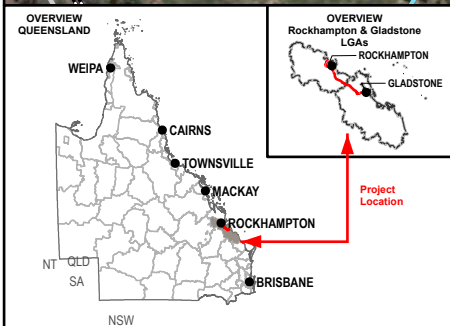 OVERVIEW
QUEENSLAND
WEIPA
CAIRNS
TOWNSVILLE
MACKAY
ROCKHAMPTON
BRISBANE
NT QLD
SA
NSW
OVERVIEW
Rockhampton & Gladstone
LGAs
ROCKHAMPTON
GLADSTONE
Project
Location